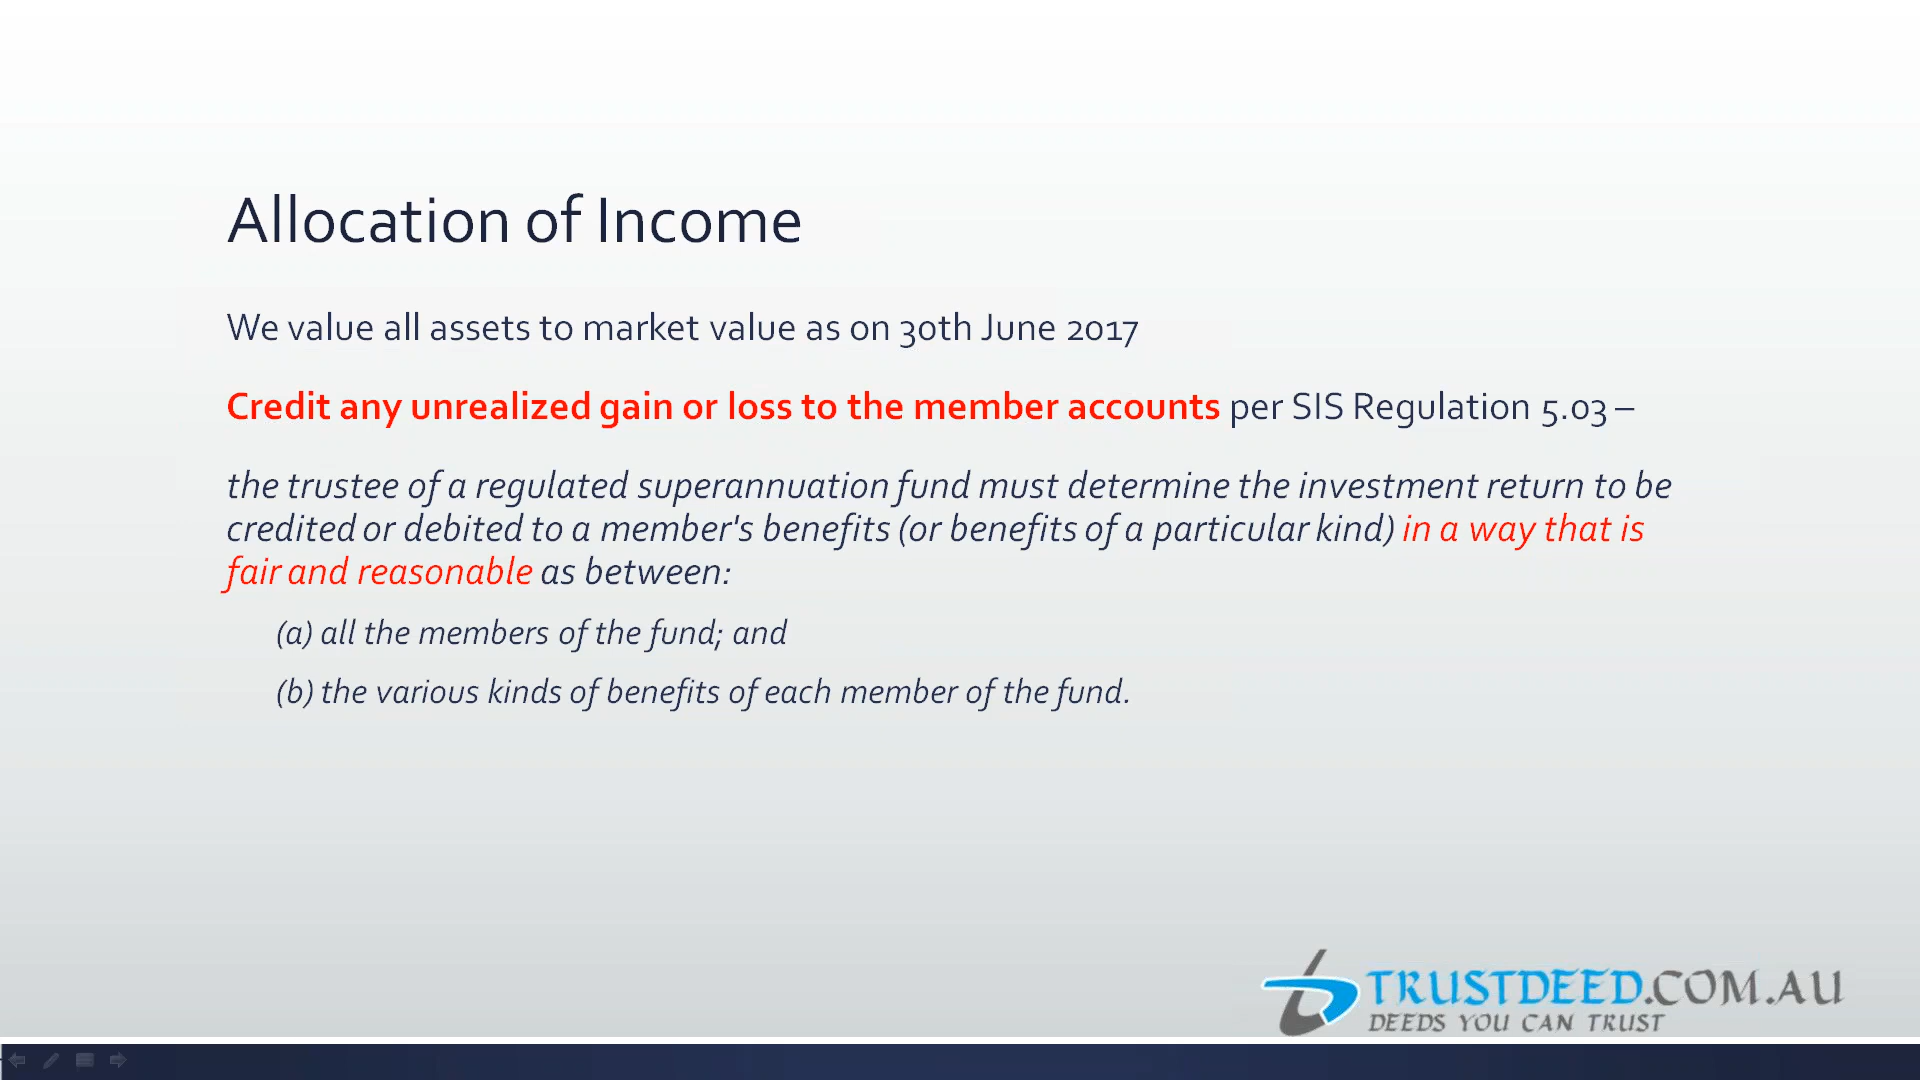 Allocation of Income
We value all assets to market value as on 30th June 2017
Credit any unrealized gain or loss to the member accounts per SIS Regulation 5.03 –
the trustee of a regulated superannuation fund must determine the investment return to be
credited or debited to a member's benefits (or benefits of a particular kind) in a way that is
fair and reasonable as between:
(a) all the members of the fund; and
(b) the various kinds of benefits of each member of the fund.
TRUSTDEED.COM.AU
DEEDS YOU CAN TRUST